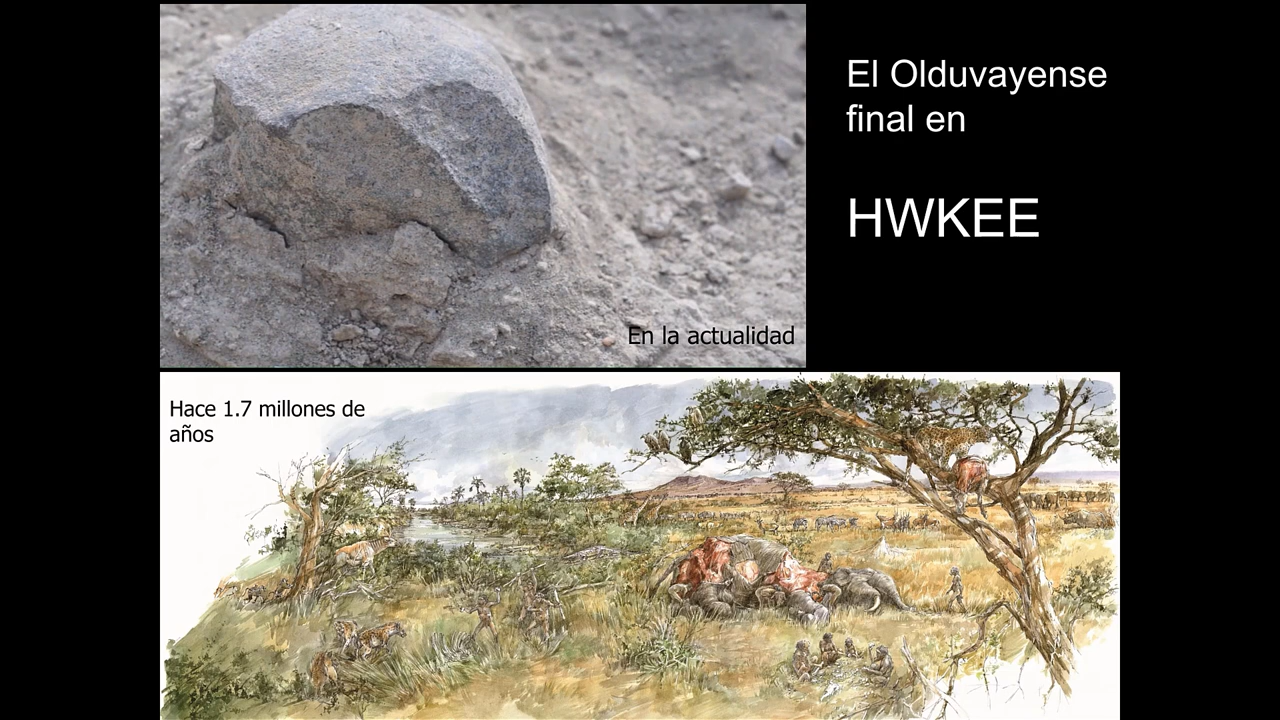 El Olduvayense
final en
HWKEE
En la actualidad
Hace 1.7 millones de
años